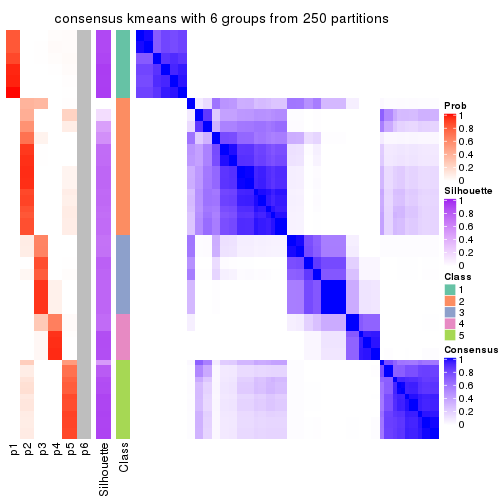 consensus kmeans with 6 groups from 250 partitions
Prob
1
0.8
0.6
0.4
0.2
0
Silhouette
1
0.8
0.6
0.4
0.2
0
Class
1
2
3
4
5
Consensus
1
0.8
0.6
0.4
0.2
0
p1
p2
p3
p4
p5
p6
Silhouette
Class